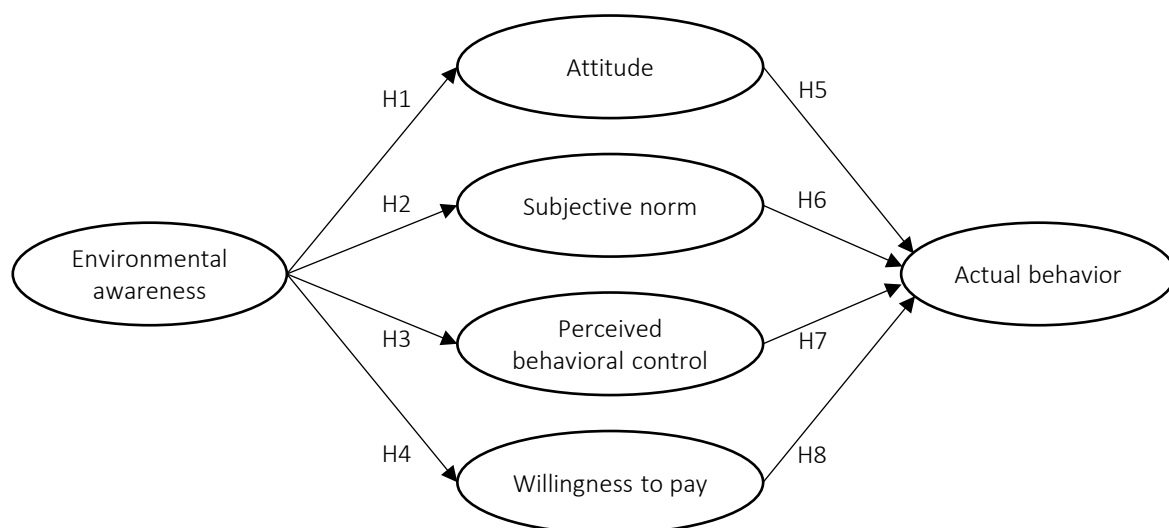 Attitude
H1
H5
H2
Subjective norm
H6
Environmental
awareness
Actual behavior
H3
Perceived
behavioral control
H7
H4
Willingness to pay
H8